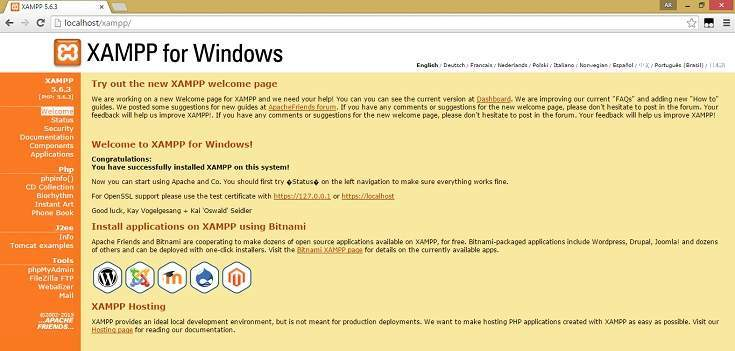 XAMPP 5.6.3
AR
localhost/xampp/
XAMPP for Windows
English / Deutsch / Francais / Nederlands / Polski / Italiano / Norwegian / Español / 中文 / Português (Brasil) /
XAMPP
5.6.3
[PHP: 5.6.3]
Welcome
Status
Security
Documentation
Components
Applications
Php
phpinfo()
CD Collection
Biorhythm
Instant Art
Phone Book
J2ee
Info
Tomcat examples
Tools
phpMyAdmin
FileZilla FTP
Webalizer
Mail
©2002-2013
...APACHE
FRIENDS...
Try out the new XAMPP welcome page
We are working on a new Welcome page for XAMPP and we need your help! You can you can see the current version at Dashboard. We are improving our current "FAQs" and adding new "How to"
guides. We posted some suggestions for new guides at ApacheFriends forum. If you have any comments or suggestions for the new welcome page, please don't hesitate to post in the forum. Your
feedback will help us improve XAMPP!. If you have any comments or suggestions for the new welcome page, please don't hesitate to post in the forum. Your feedback will help us improve XAMPP!
Welcome to XAMPP for Windows!
Congratulations:
You have successfully installed XAMPP on this system!
Now you can start using Apache and Co. You should first try �Status� on the left navigation to make sure everything works fine.
For OpenSSL support please use the test certificate with https://127.0.0.1 or https://localhost
Good luck, Kay Vogelgesang + Kai 'Oswald' Seidler
Install applications on XAMPP using Bitnami
Apache Friends and Bitnami are cooperating to make dozens of open source applications available on XAMPP, for free. Bitnami-packaged applications include Wordpress, Drupal, Joomla! and dozens
of others and can be deployed with one-click installers. Visit the Bitnami XAMPP page for details on the currently available apps.
XAMPP Hosting
XAMPP provides an ideal local development environment, but is not meant for production deployments. We want to make hosting PHP applications created with XAMPP as easy as possible. Visit our
Hosting page for reading our documentation.